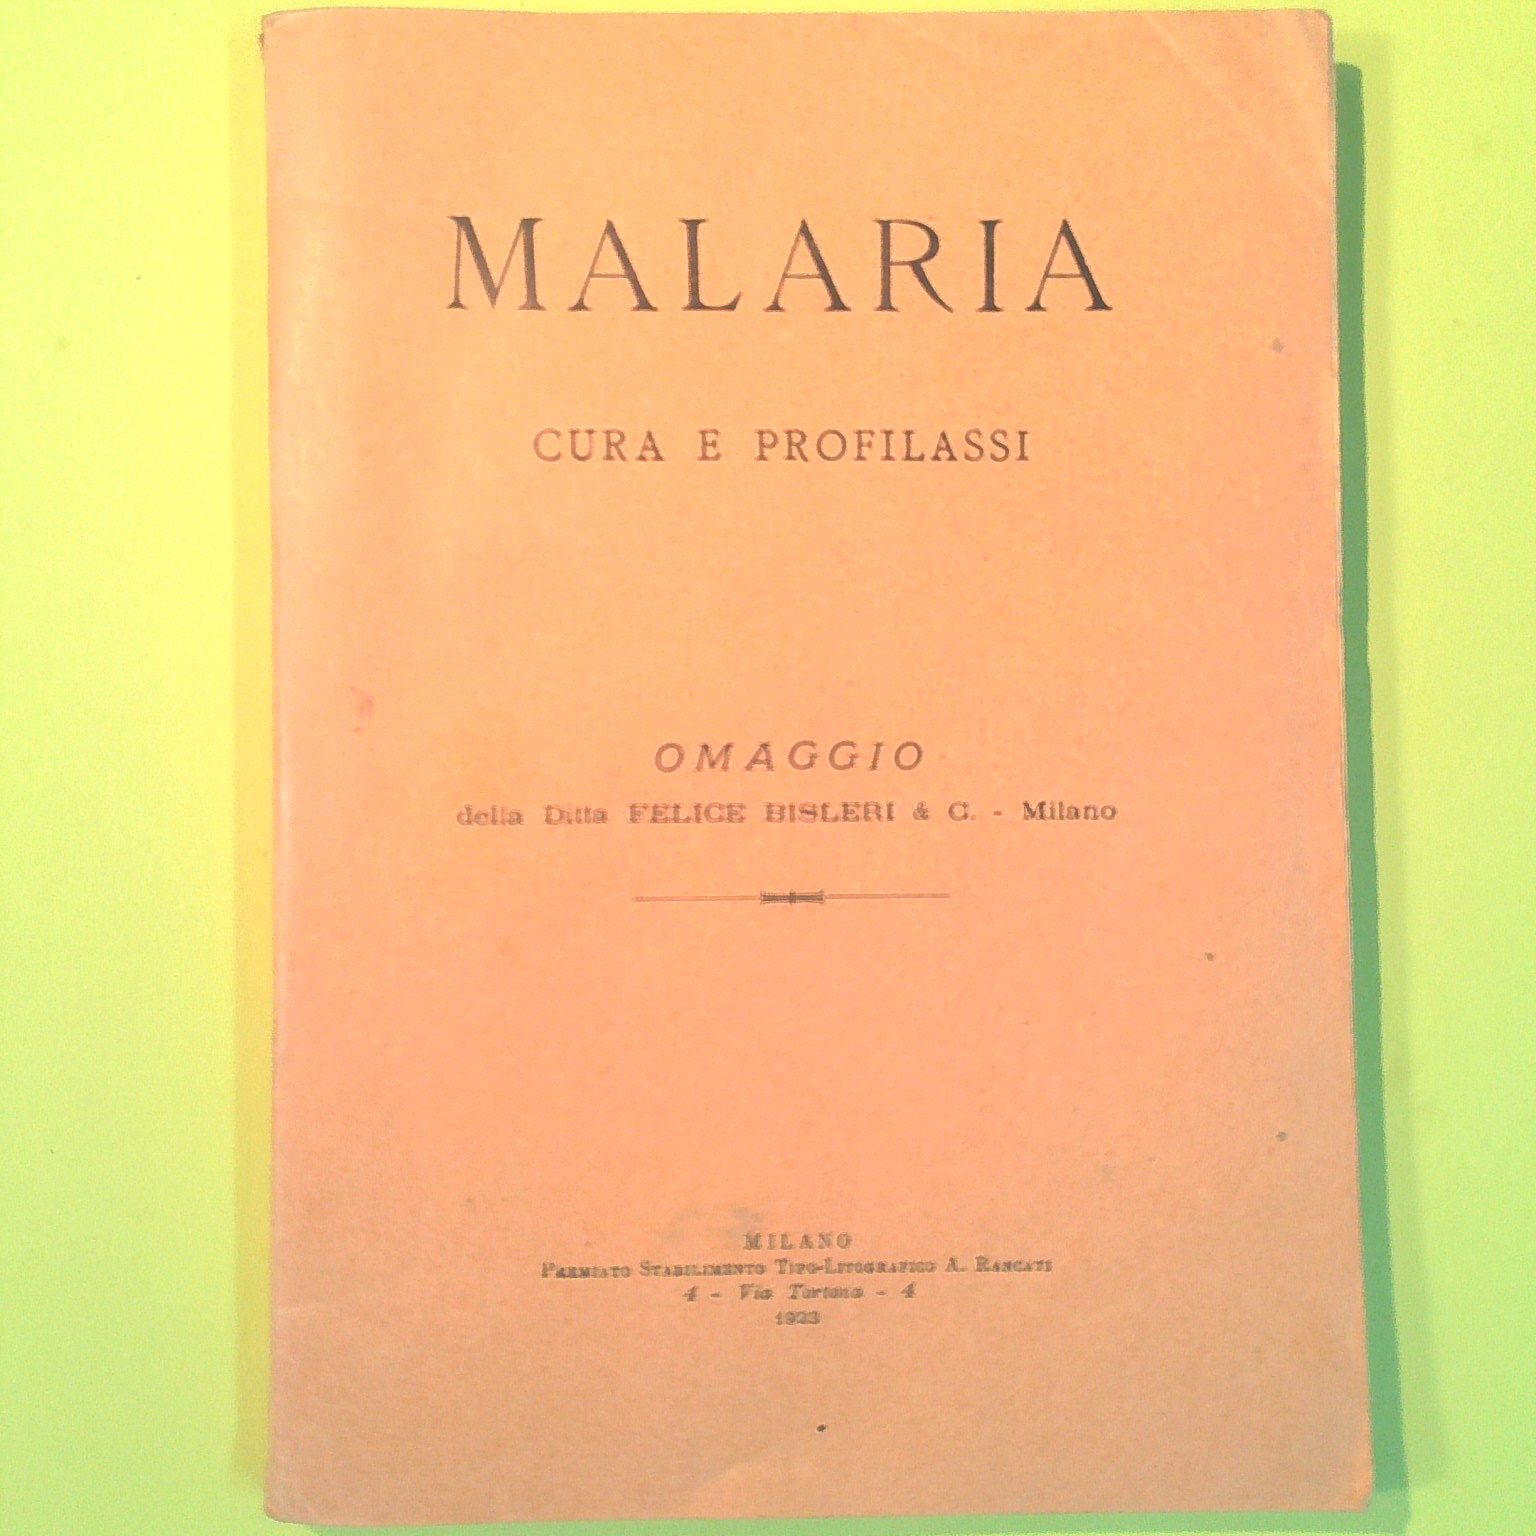 MALARIA
CURA E PROFILASSI
OMAGGIO
della Ditta FELICE BISLERI & C. - Milano
MILANO
PREMIATO STABILIMENTO TIPO-LITOGRAFICO A. RANCATI
4 - Via Tortona - 4
1923